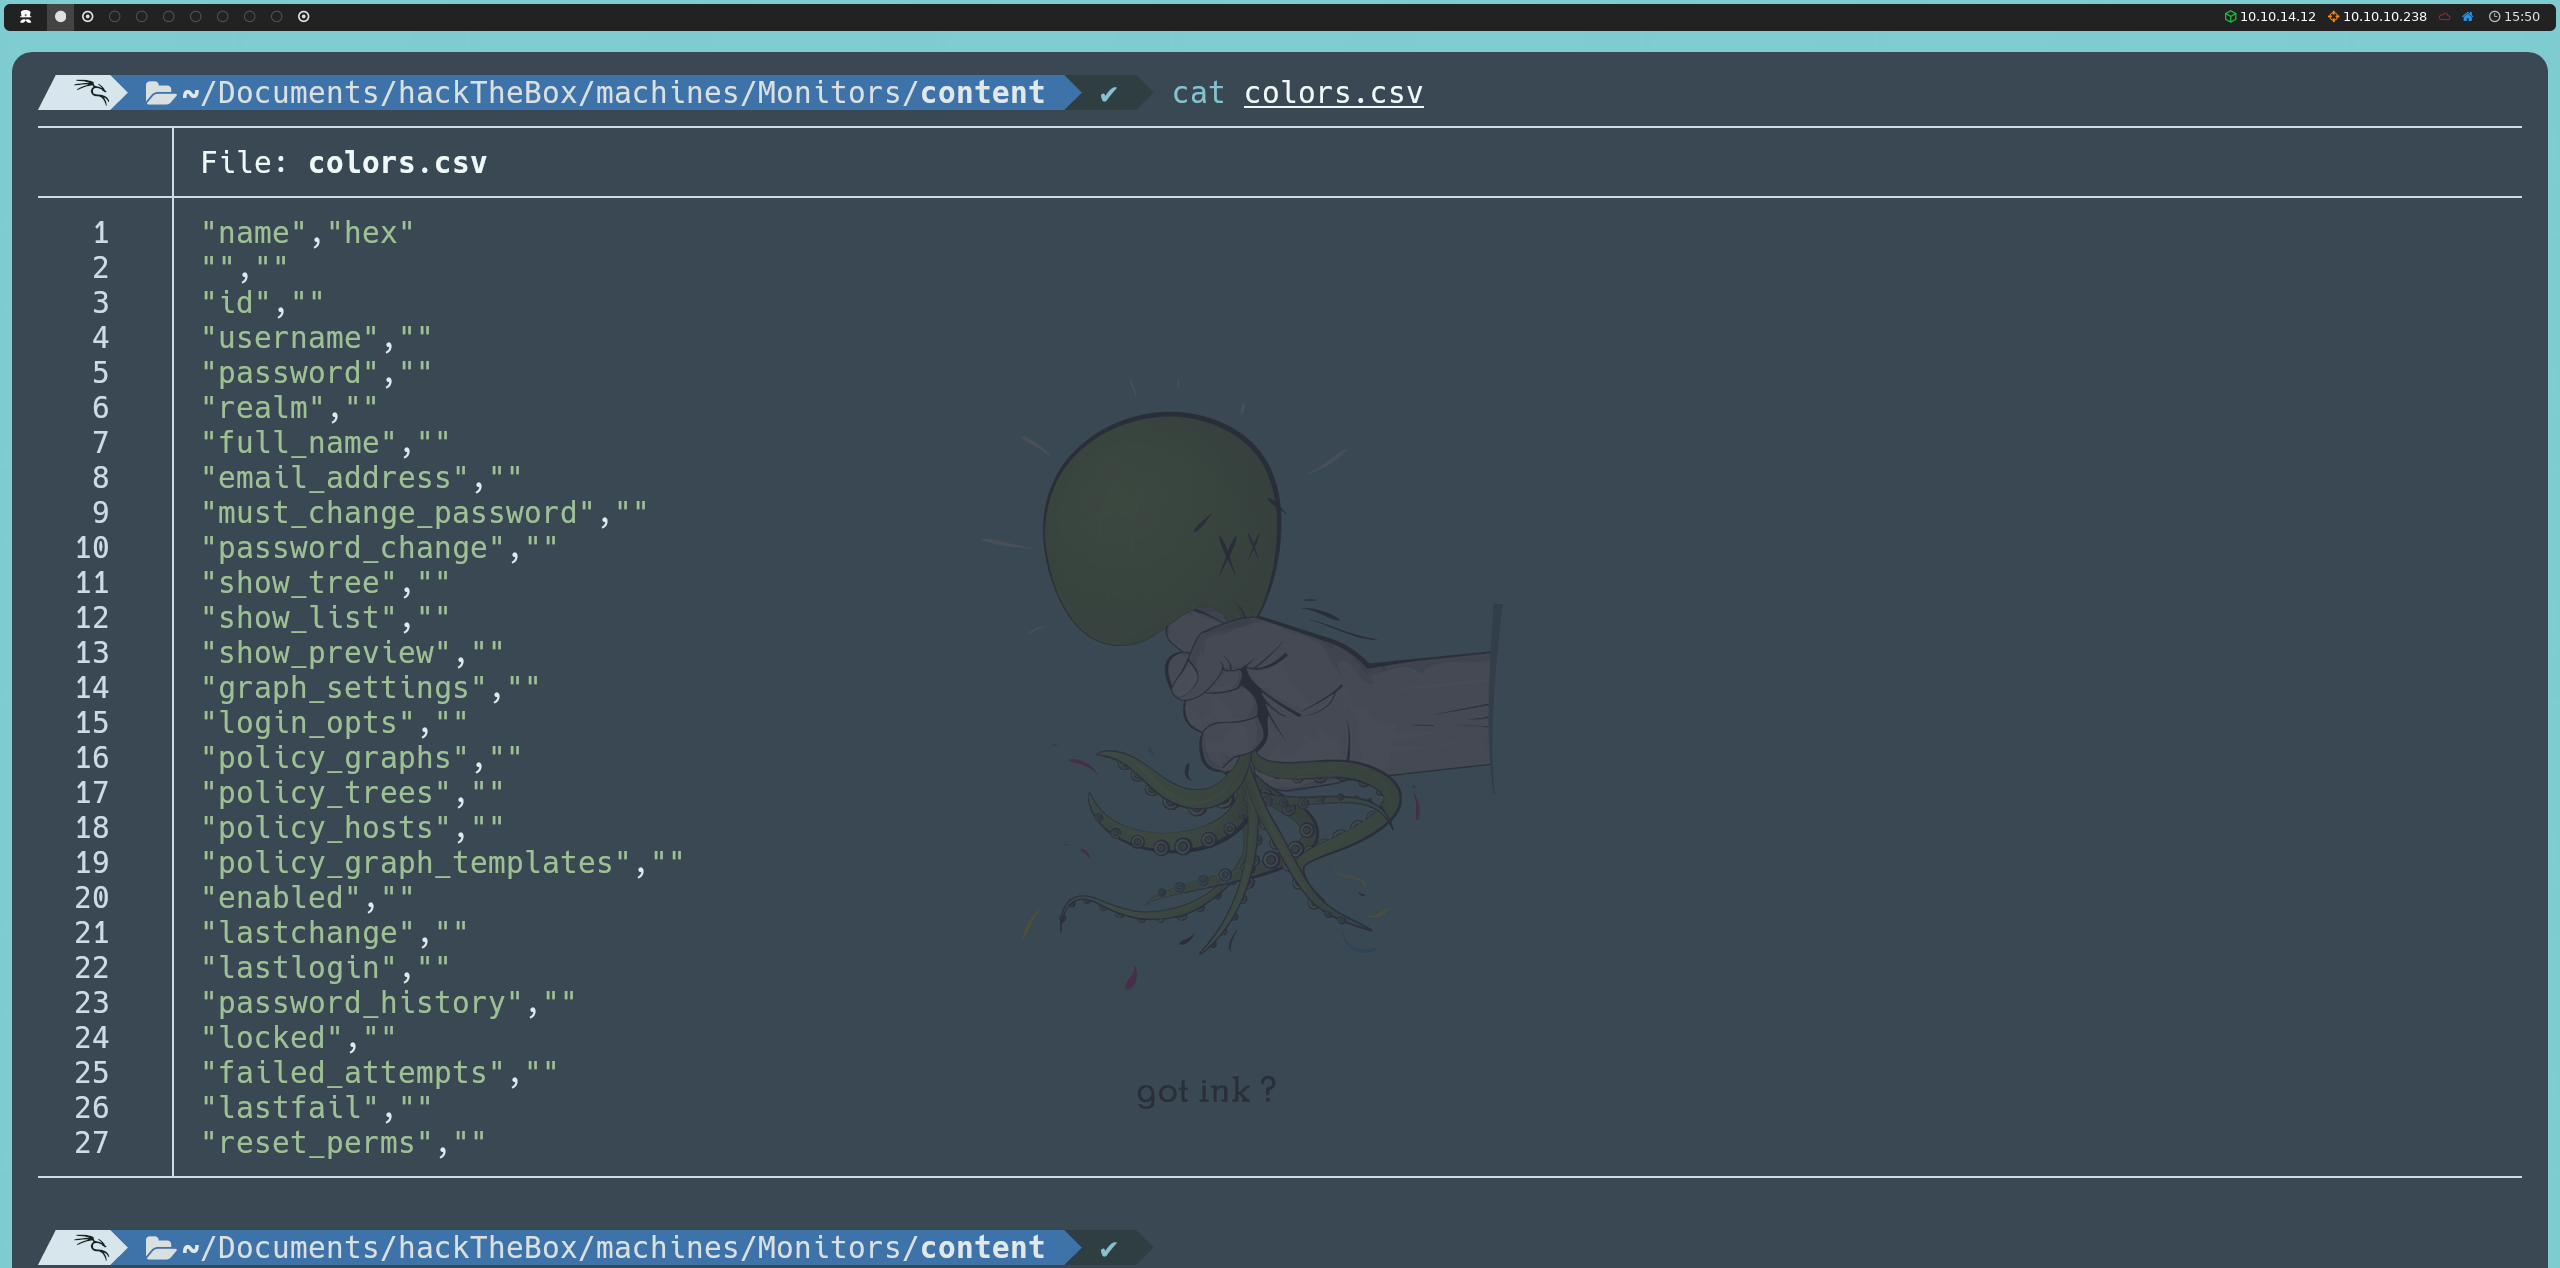 10.10.14.12 10.10.10.238 15:50
~/Documents/hackTheBox/machines/Monitors/content ✔ cat colors.csv
File: colors.csv
1 "name","hex"
2 "",""
3 "id",""
4 "username",""
5 "password",""
6 "realm",""
7 "full_name",""
8 "email_address",""
9 "must_change_password",""
10 "password_change",""
11 "show_tree",""
12 "show_list",""
13 "show_preview",""
14 "graph_settings",""
15 "login_opts",""
16 "policy_graphs",""
17 "policy_trees",""
18 "policy_hosts",""
19 "policy_graph_templates",""
20 "enabled",""
21 "lastchange",""
22 "lastlogin",""
23 "password_history",""
24 "locked",""
25 "failed_attempts",""
26 "lastfail",""
27 "reset_perms",""
got ink ?
~/Documents/hackTheBox/machines/Monitors/content ✔